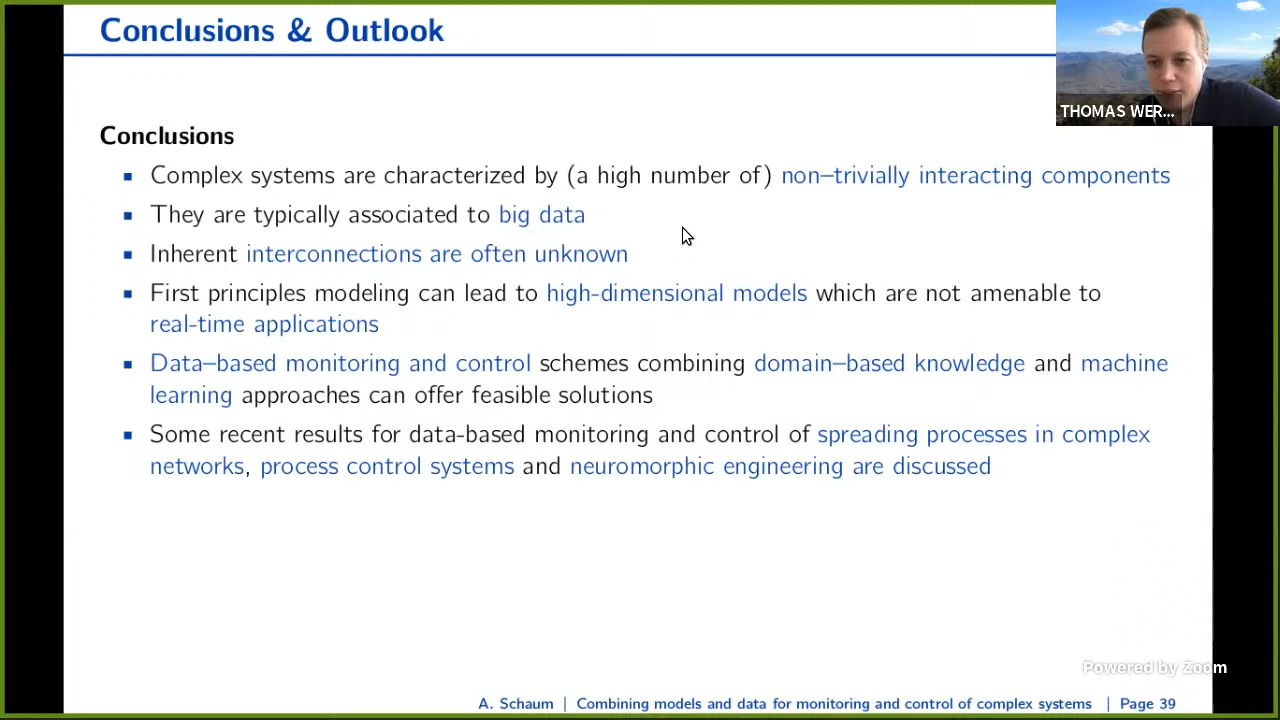 Conclusions & Outlook
THOMAS WER...
Conclusions
Complex systems are characterized by (a high number of) non–trivially interacting components
They are typically associated to big data
Inherent interconnections are often unknown
First principles modeling can lead to high-dimensional models which are not amenable to
real-time applications
Data–based monitoring and control schemes combining domain–based knowledge and machine
learning approaches can offer feasible solutions
Some recent results for data-based monitoring and control of spreading processes in complex
networks, process control systems and neuromorphic engineering are discussed
Powered by Zoom
A. Schaum | Combining models and data for monitoring and control of complex systems | Page 39